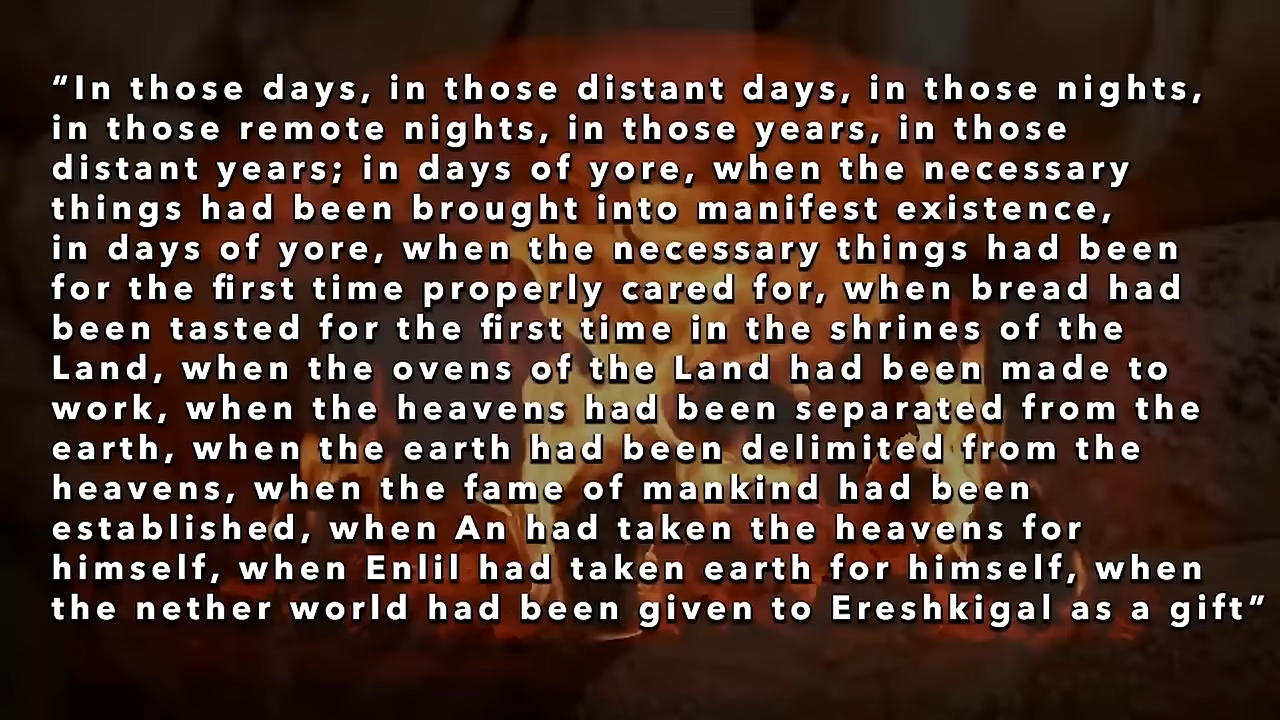 “In those days, in those distant days, in those nights,
in those remote nights, in those years, in those
distant years; in days of yore, when the necessary
things had been brought into manifest existence,
in days of yore, when the necessary things had been
for the first time properly cared for, when bread had
been tasted for the first time in the shrines of the
Land, when the ovens of the Land had been made to
work, when the heavens had been separated from the
earth, when the earth had been delimited from the
heavens, when the fame of mankind had been
established, when An had taken the heavens for
himself, when Enlil had taken earth for himself, when
the nether world had been given to Ereshkigal as a gift”